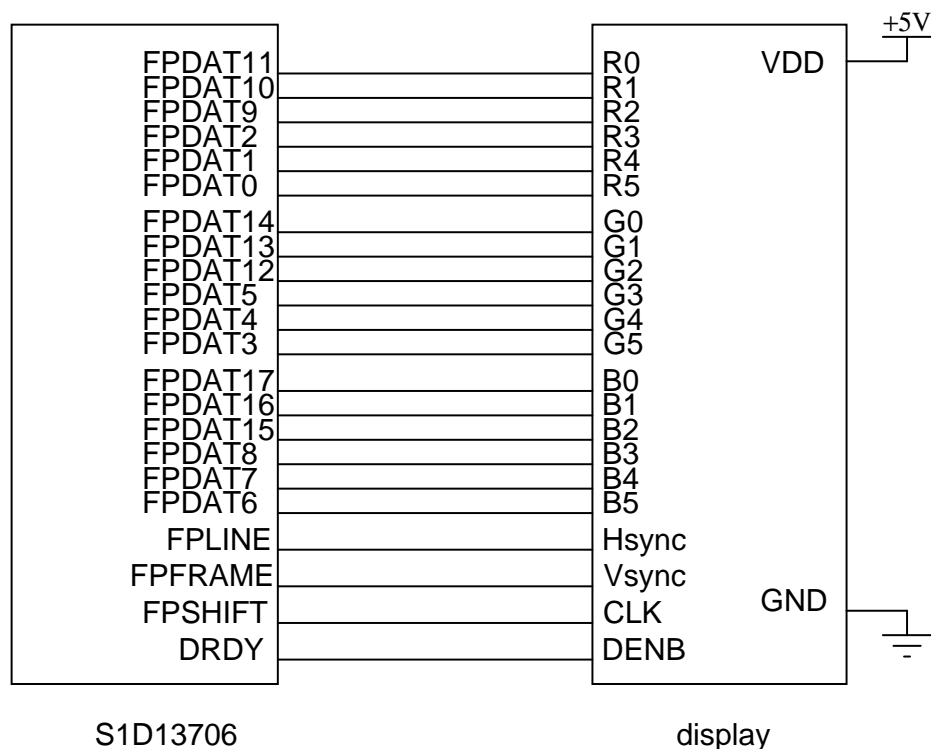 +5V
FPDAT11 R0 VDD
FPDAT10 R1
FPDAT9 R2
FPDAT2 R3
FPDAT1 R4
FPDAT0 R5
FPDAT14 G0
FPDAT13 G1
FPDAT12 G2
FPDAT5 G3
FPDAT4 G4
FPDAT3 G5
FPDAT17 B0
FPDAT16 B1
FPDAT15 B2
FPDAT8 B3
FPDAT7 B4
FPDAT6 B5
FPLINE Hsync
FPFRAME Vsync
FPSHIFT CLK GND
DRDY DENB
S1D13706 display